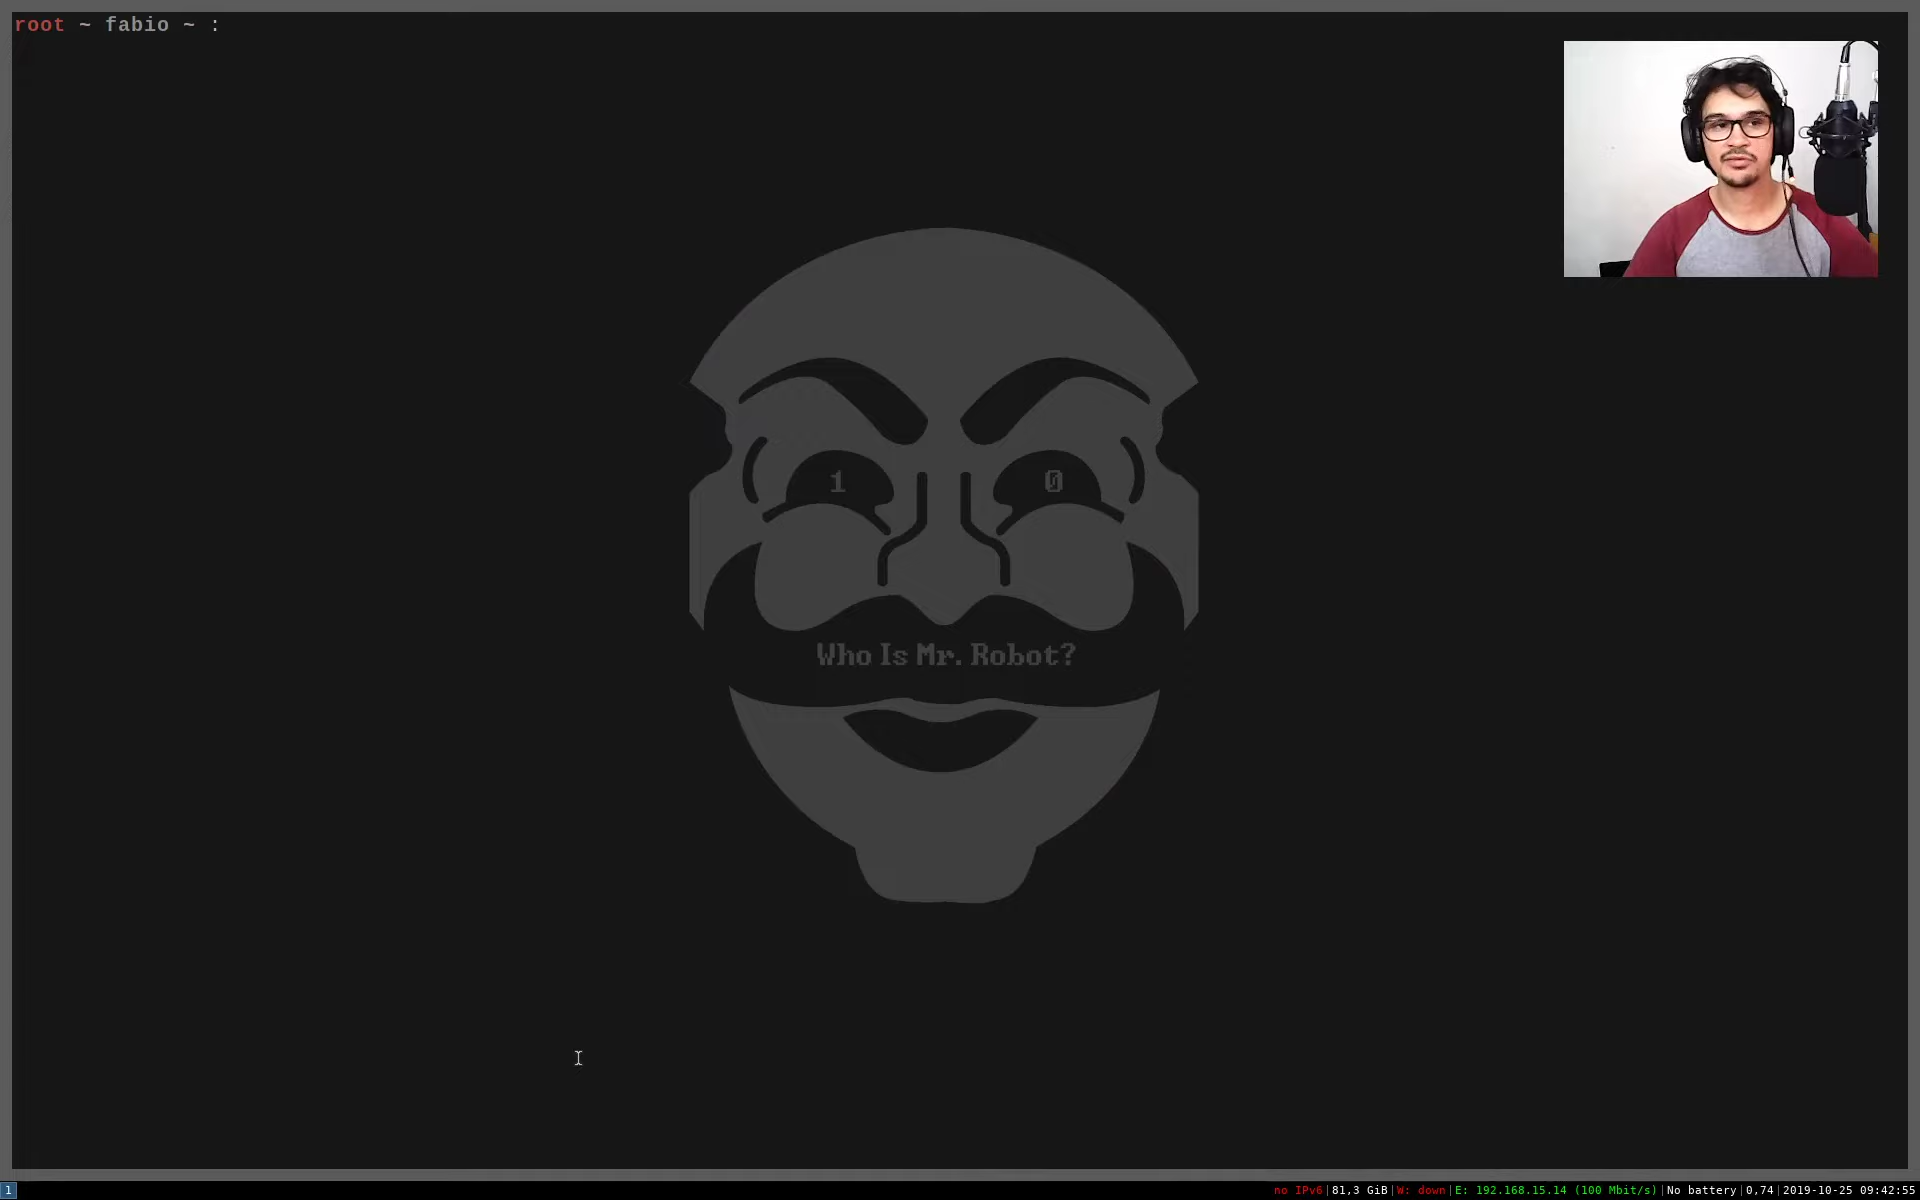 root ~ fabio ~ :
1 0
Who Is Mr. Robot?
1 no IPv6|81,3 GiB|W: down|E: 192.168.15.14 (100 Mbit/s)|No battery|0,74|2019-10-25 09:42:55